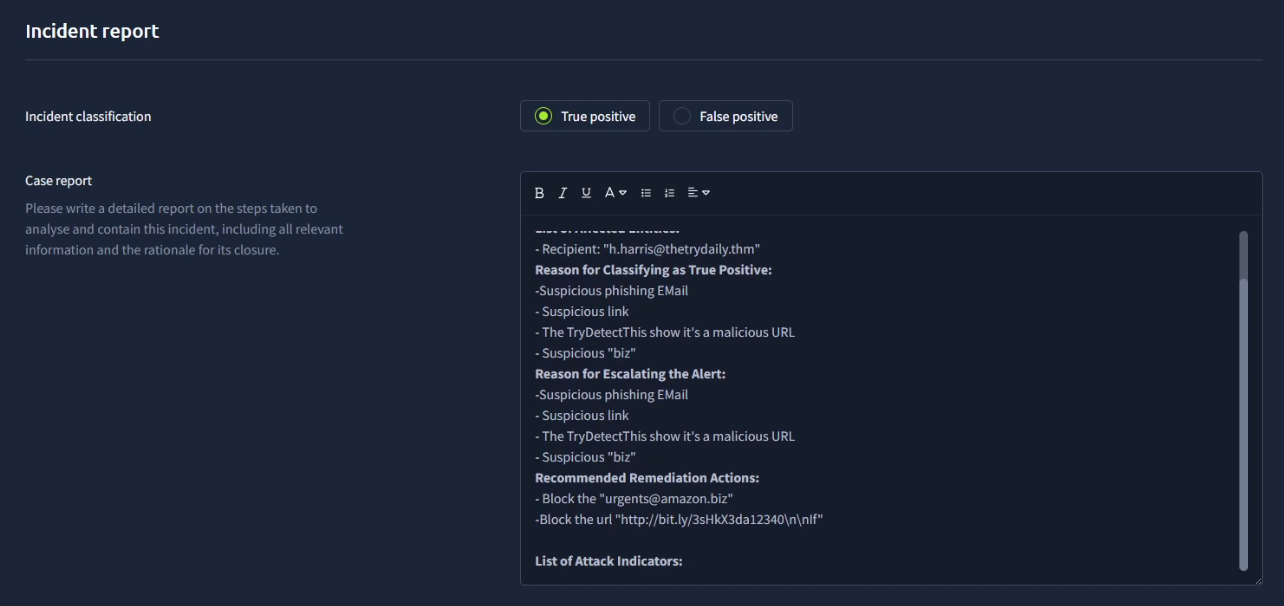 Incident report
Incident classification
True positive
False positive
Case report
Please write a detailed report on the steps taken to
analyse and contain this incident, including all relevant
information and the rationale for its closure.
B I U A
List of Affected Entities:
- Recipient: "h.harris@thetrydaily.thm"
Reason for Classifying as True Positive:
-Suspicious phishing EMail
- Suspicious link
- The TryDetectThis show it's a malicious URL
- Suspicious "biz"
Reason for Escalating the Alert:
-Suspicious phishing EMail
- Suspicious link
- The TryDetectThis show it's a malicious URL
- Suspicious "biz"
Recommended Remediation Actions:
- Block the "urgents@amazon.biz"
-Block the url "http://bit.ly/3sHkX3da12340\n\nIf"
List of Attack Indicators: